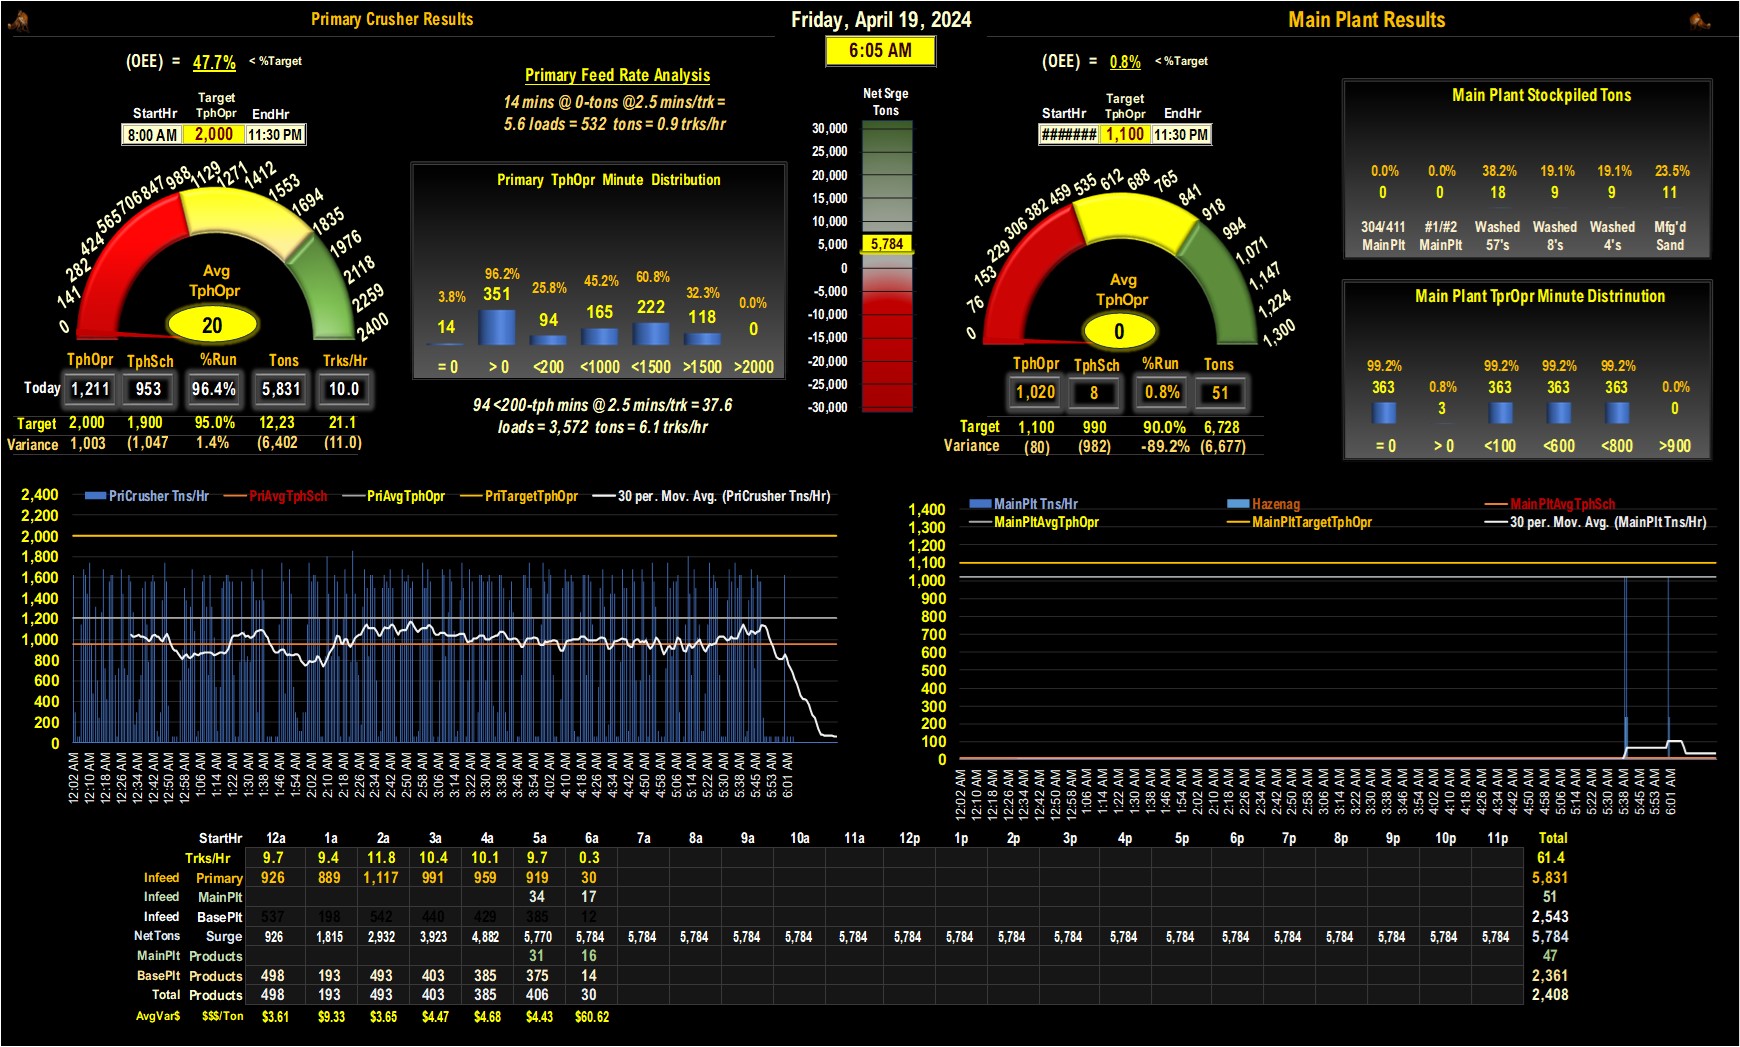 Primary Crusher Results
Friday, April 19, 2024
Main Plant Results
6:05 AM
(OEE) = 47.7% < %Target
StartHr Target TphOpr EndHr
8:00 AM 2,000 11:30 PM
0 141 282 424 565 706 847 988 1129 1271 1412 1553 1694 1835 1976 2118 2259 2400
Avg
TphOpr
20
TphOpr TphSch %Run Tons Trks/Hr
Today 1,211 953 96.4% 5,831 10.0
Target 2,000 1,900 95.0% 12,23 21.1
Variance 1,003 (1,047 1.4% (6,402 (11.0)
Primary Feed Rate Analysis
14 mins @ 0-tons @2.5 mins/trk =
5.6 loads = 532 tons = 0.9 trks/hr
Primary TphOpr Minute Distribution
3.8% 96.2% 25.8% 45.2% 60.8% 32.3% 0.0%
14 351 94 165 222 118 0
= 0 > 0 <200 <1000 <1500 >1500 >2000
94 <200-tph mins @ 2.5 mins/trk = 37.6
loads = 3,572 tons = 6.1 trks/hr
Net Srge
Tons
30,000
25,000
20,000
15,000
10,000
5,000
5,784
0
-5,000
-10,000
-15,000
-20,000
-25,000
-30,000
(OEE) = 0.8% < %Target
StartHr Target TphOpr EndHr
####### 1,100 11:30 PM
0 76 153 229 306 382 459 535 612 688 765 841 918 994 1,071 1,147 1,224 1,300
Avg
TphOpr
0
TphOpr TphSch %Run Tons
1,020 8 0.8% 51
Target 1,100 990 90.0% 6,728
Variance (80) (982) -89.2% (6,677)
Main Plant Stockpiled Tons
0.0% 0.0% 38.2% 19.1% 19.1% 23.5%
0 0 18 9 9 11
304/411 #1/#2 Washed Washed Washed Mfg'd
MainPlt MainPlt 57's 8's 4's Sand
Main Plant TprOpr Minute Distrinution
99.2% 0.8% 99.2% 99.2% 99.2% 0.0%
363 3 363 363 363 0
= 0 > 0 <100 <600 <800 >900
PriCrusher Tns/Hr PriAvgTphSch PriAvgTphOpr PriTargetTphOpr 30 per. Mov. Avg. (PriCrusher Tns/Hr)
2,400
2,200
2,000
1,800
1,600
1,400
1,200
1,000
800
600
400
200
0
12:02 AM 12:10 AM 12:18 AM 12:26 AM 12:34 AM 12:42 AM 12:50 AM 12:58 AM 1:06 AM 1:14 AM 1:22 AM 1:30 AM 1:38 AM 1:46 AM 1:54 AM 2:02 AM 2:10 AM 2:18 AM 2:26 AM 2:34 AM 2:42 AM 2:50 AM 2:58 AM 3:06 AM 3:14 AM 3:22 AM 3:30 AM 3:38 AM 3:46 AM 3:54 AM 4:02 AM 4:10 AM 4:18 AM 4:26 AM 4:34 AM 4:42 AM 4:50 AM 4:58 AM 5:06 AM 5:14 AM 5:22 AM 5:30 AM 5:38 AM 5:45 AM 5:53 AM 6:01 AM
MainPlt Tns/Hr Hazenag MainPltAvgTphSch
MainPltAvgTphOpr MainPltTargetTphOpr 30 per. Mov. Avg. (MainPlt Tns/Hr)
1,400
1,300
1,200
1,100
1,000
900
800
700
600
500
400
300
200
100
0
12:02 AM 12:10 AM 12:18 AM 12:26 AM 12:34 AM 12:42 AM 12:50 AM 12:58 AM 1:06 AM 1:14 AM 1:22 AM 1:30 AM 1:38 AM 1:46 AM 1:54 AM 2:02 AM 2:10 AM 2:18 AM 2:26 AM 2:34 AM 2:42 AM 2:50 AM 2:58 AM 3:06 AM 3:14 AM 3:22 AM 3:30 AM 3:38 AM 3:46 AM 3:54 AM 4:02 AM 4:10 AM 4:18 AM 4:26 AM 4:34 AM 4:42 AM 4:50 AM 4:58 AM 5:06 AM 5:14 AM 5:22 AM 5:30 AM 5:38 AM 5:45 AM 5:53 AM 6:01 AM
StartHr 12a 1a 2a 3a 4a 5a 6a 7a 8a 9a 10a 11a 12p 1p 2p 3p 4p 5p 6p 7p 8p 9p 10p 11p Total
Trks/Hr 9.7 9.4 11.8 10.4 10.1 9.7 0.3 61.4
Infeed Primary 926 889 1,117 991 959 919 30 5,831
Infeed MainPlt 34 17 51
Infeed BasePlt 537 198 542 440 429 385 12 2,543
NetTons Surge 926 1,815 2,932 3,923 4,882 5,770 5,784 5,784 5,784 5,784 5,784 5,784 5,784 5,784 5,784 5,784 5,784 5,784 5,784 5,784 5,784 5,784 5,784 5,784 5,784
MainPlt Products 31 16 47
BasePlt Products 498 193 493 403 385 375 14 2,361
Total Products 498 193 493 403 385 406 30 2,408
AvgVar$ $$$/Ton $3.61 $9.33 $3.65 $4.47 $4.68 $4.43 $60.62